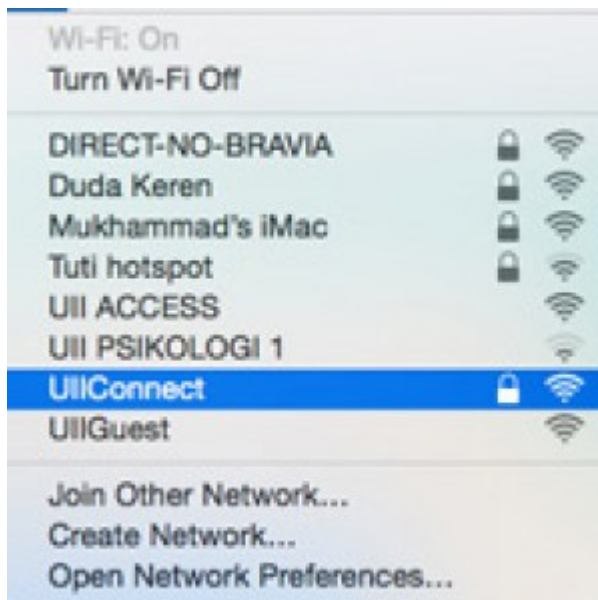 Wi-Fi: On
Turn Wi-Fi Off
DIRECT-NO-BRAVIA
Duda Keren
Mukhammad's iMac
Tuti hotspot
UII ACCESS
UII PSIKOLOGI 1
UIIConnect
UIIGuest
Join Other Network...
Create Network...
Open Network Preferences...